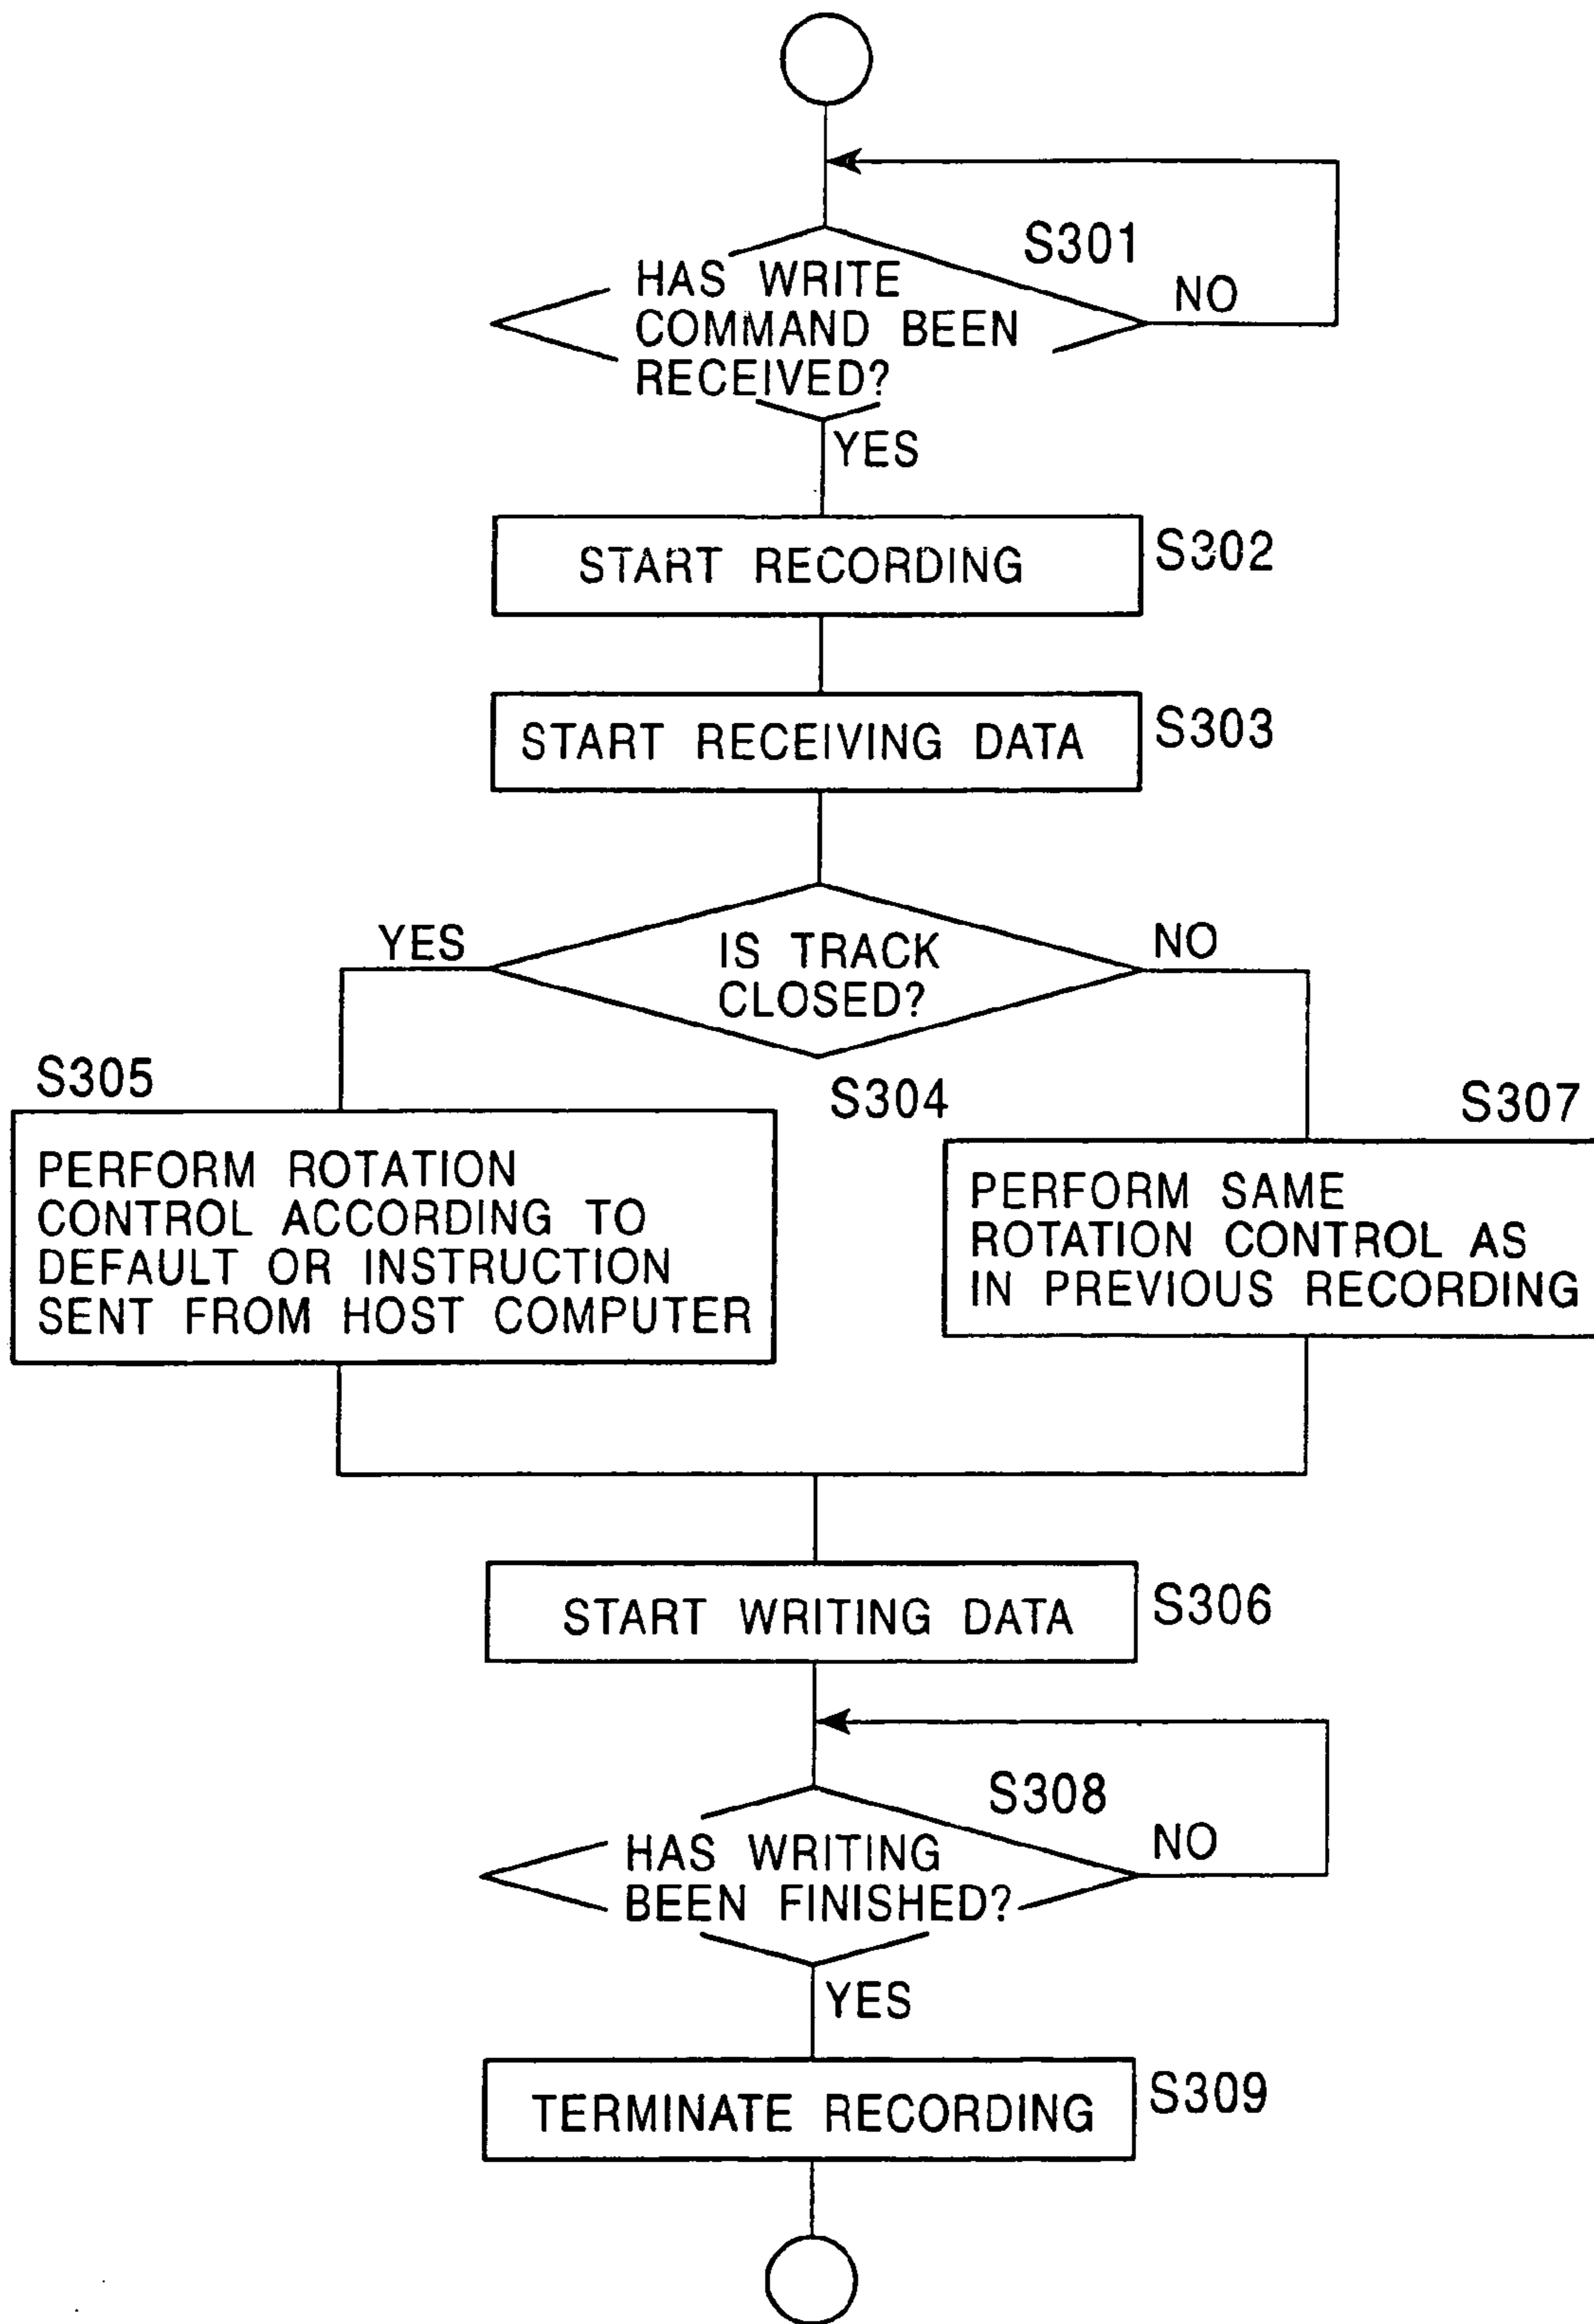 S301
HAS WRITE
COMMAND BEEN
RECEIVED?
NO
YES
START RECORDING
S302
START RECEIVING DATA
S303
YES
IS TRACK
CLOSED?
NO
S304
S305
PERFORM ROTATION
CONTROL ACCORDING TO
DEFAULT OR INSTRUCTION
SENT FROM HOST COMPUTER
S307
PERFORM SAME
ROTATION CONTROL AS
IN PREVIOUS RECORDING
START WRITING DATA
S306
S308
HAS WRITING
BEEN FINISHED?
NO
YES
TERMINATE RECORDING
S309